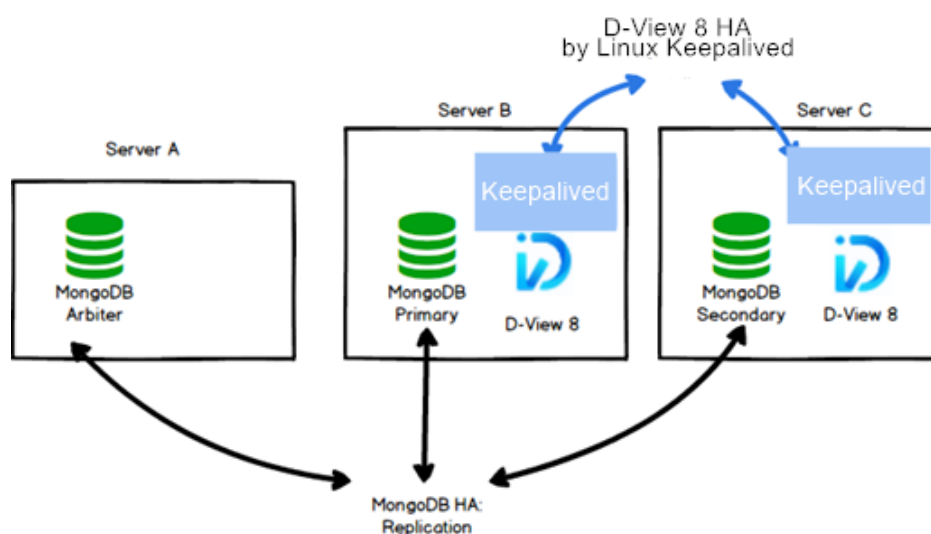 D-View 8 HA
by Linux Keepalived
Server A
Server B
Server C
Keepalived
Keepalived
MongoDB
Arbiter
MongoDB
Primary
D-View 8
MongoDB
Secondary
D-View 8
MongoDB HA:
Replication